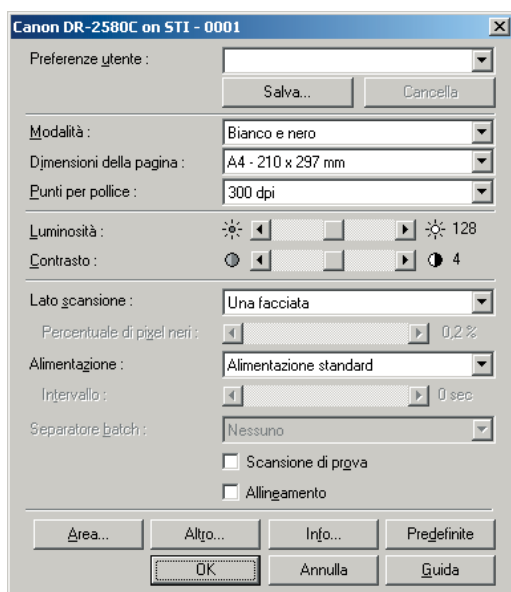 Canon DR-2580C on STI - 0001
Preferenze utente :
Salva... Cancella
Modalità : Bianco e nero
Dimensioni della pagina : A4 - 210 x 297 mm
Punti per pollice : 300 dpi
Luminosità : 128
Contrasto : 4
Lato scansione : Una facciata
Percentuale di pixel neri : 0,2 %
Alimentazione : Alimentazione standard
Intervallo : 0 sec
Separatore batch : Nessuno
Scansione di prova
Allineamento
Area... Altro... Info... Predefinite
OK Annulla Guida